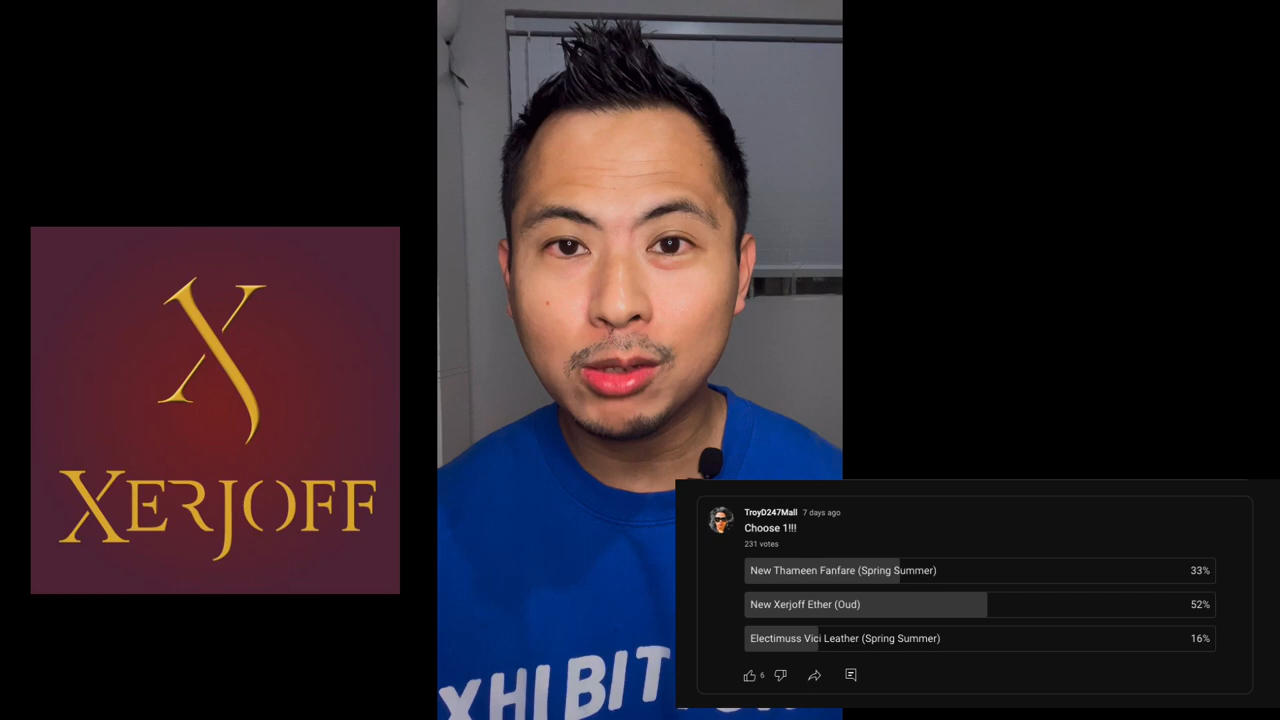 X
XERJOFF
XHIBIT
TroyD247Mall 7 days ago
Choose 1!!!
231 votes
New Thameen Fanfare (Spring Summer) 33%
New Xerjoff Ether (Oud) 52%
Electimuss Vici Leather (Spring Summer) 16%
6